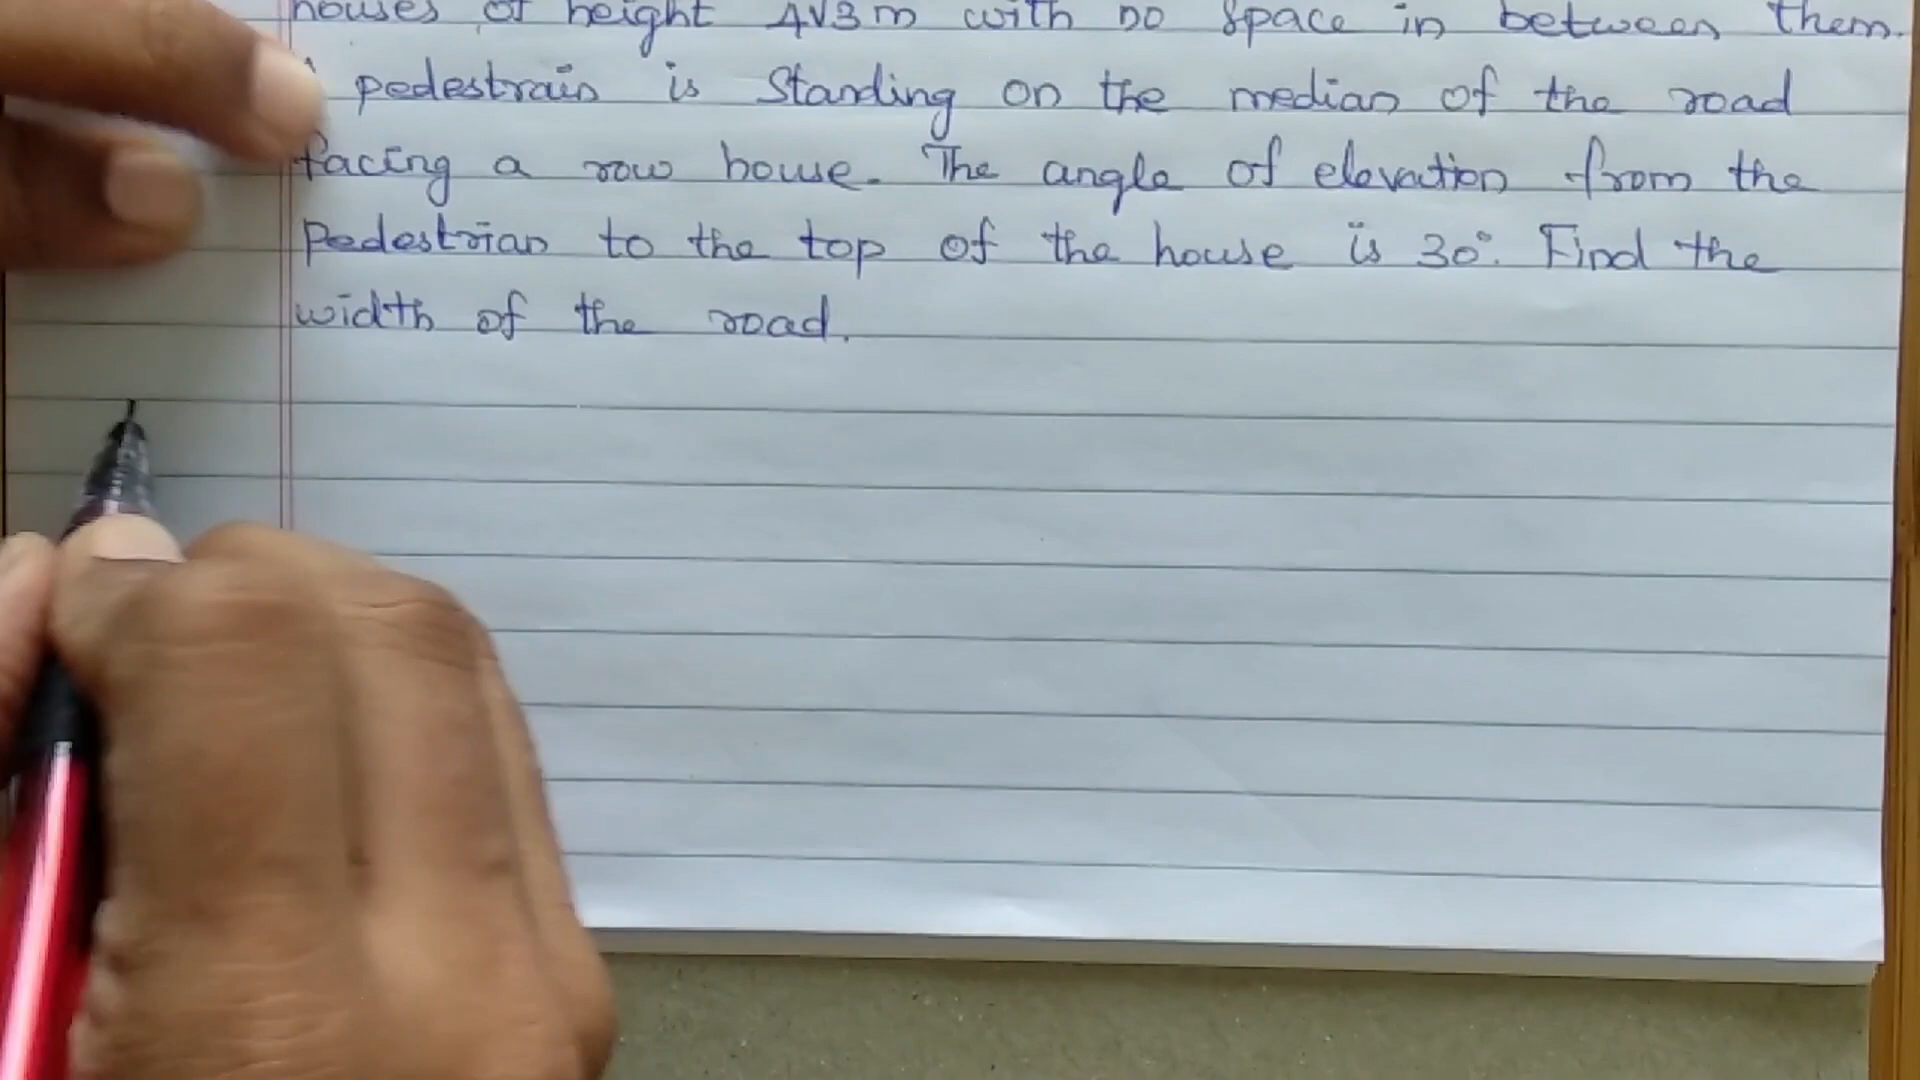 houses of height 4√3 m with no space in between them.
A pedestrain is standing on the median of the road
facing a row house. The angle of elevation from the
pedestrian to the top of the house is 30°. Find the
width of the road.